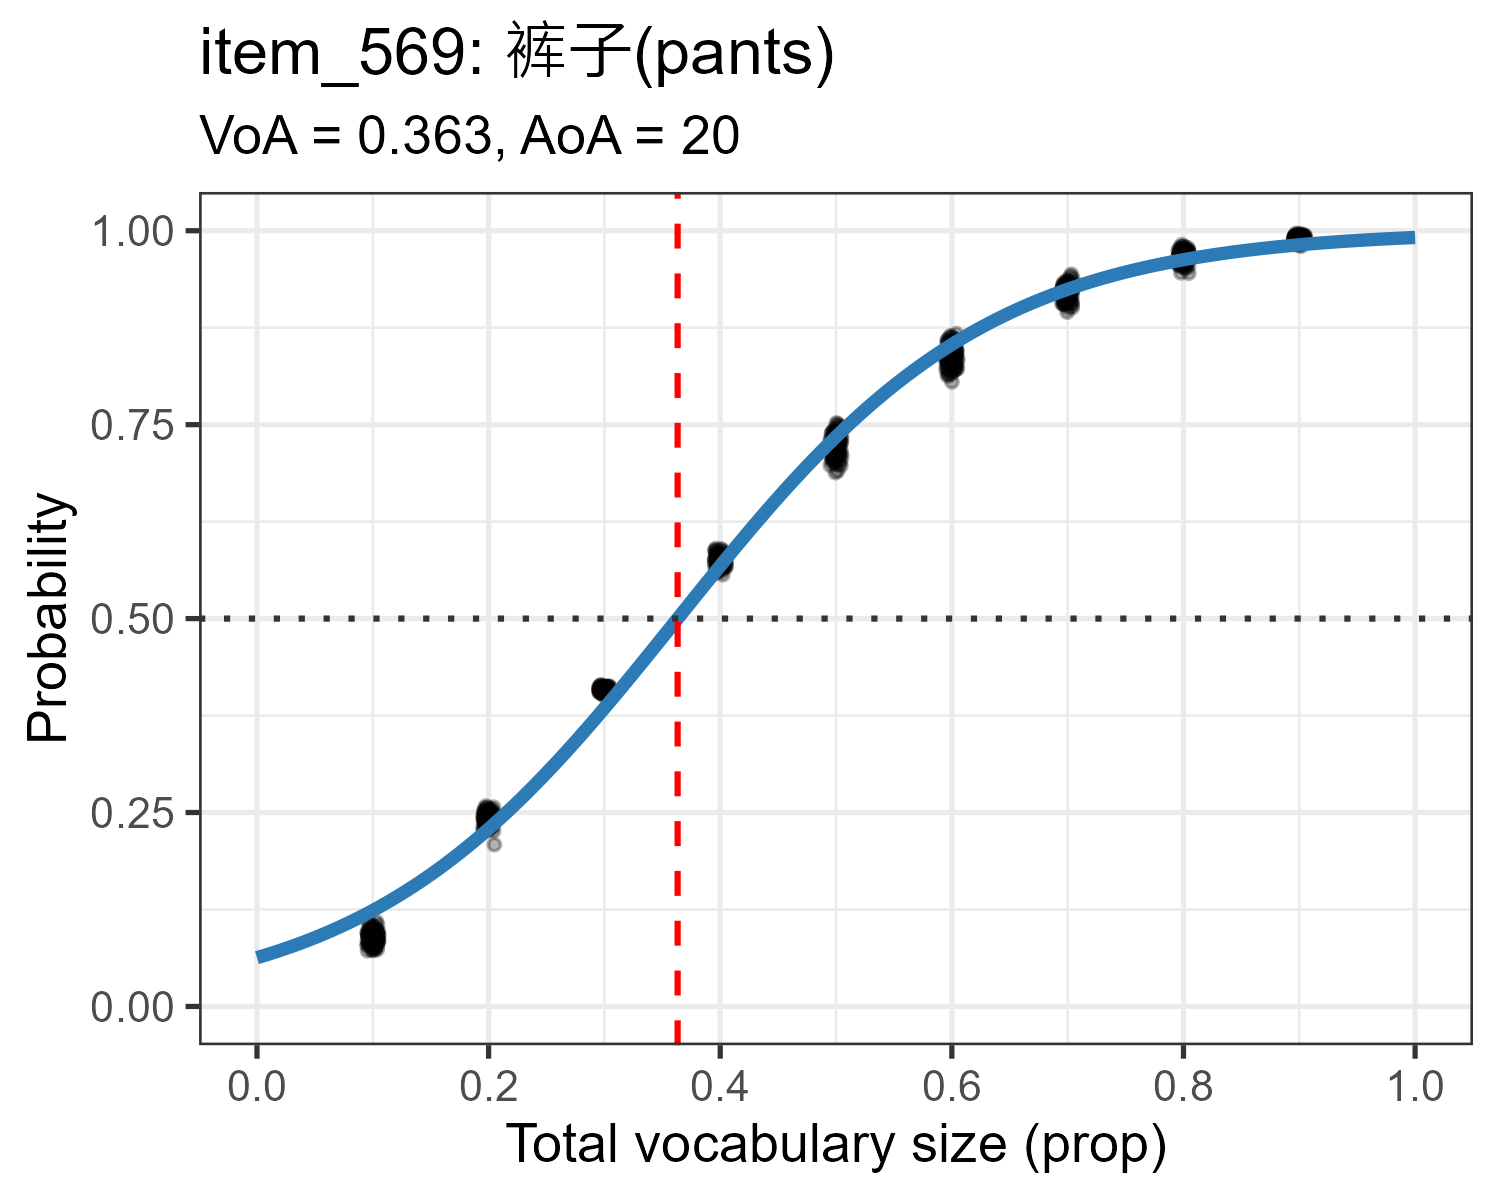 item_569: 裤子(pants)
VoA = 0.363, AoA = 20
1.00
0.75
0.50
0.25
0.00
Probability
0.0 0.2 0.4 0.6 0.8 1.0
Total vocabulary size (prop)